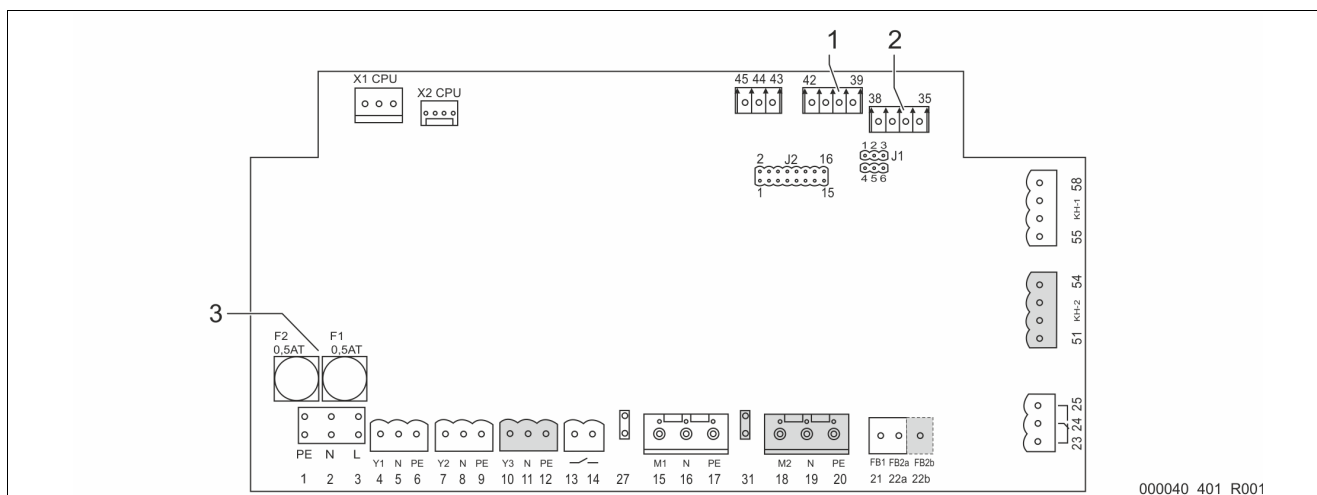 1 2
X1 CPU
X2 CPU
45 44 43 42 39
38 35
1 2 3
J1
4 5 6
2 J2 16
1 15
58
KH-1
55
54
KH-2
51
3
F2 F1
0,5AT 0,5AT
25
24
23
PE N L
Y1 N PE Y2 N PE Y3 N PE M1 N PE M2 N PE FB1 FB2a FB2b
1 2 3 4 5 6 7 8 9 10 11 12 13 14 27 15 16 17 31 18 19 20 21 22a 22b
000040_401_R001